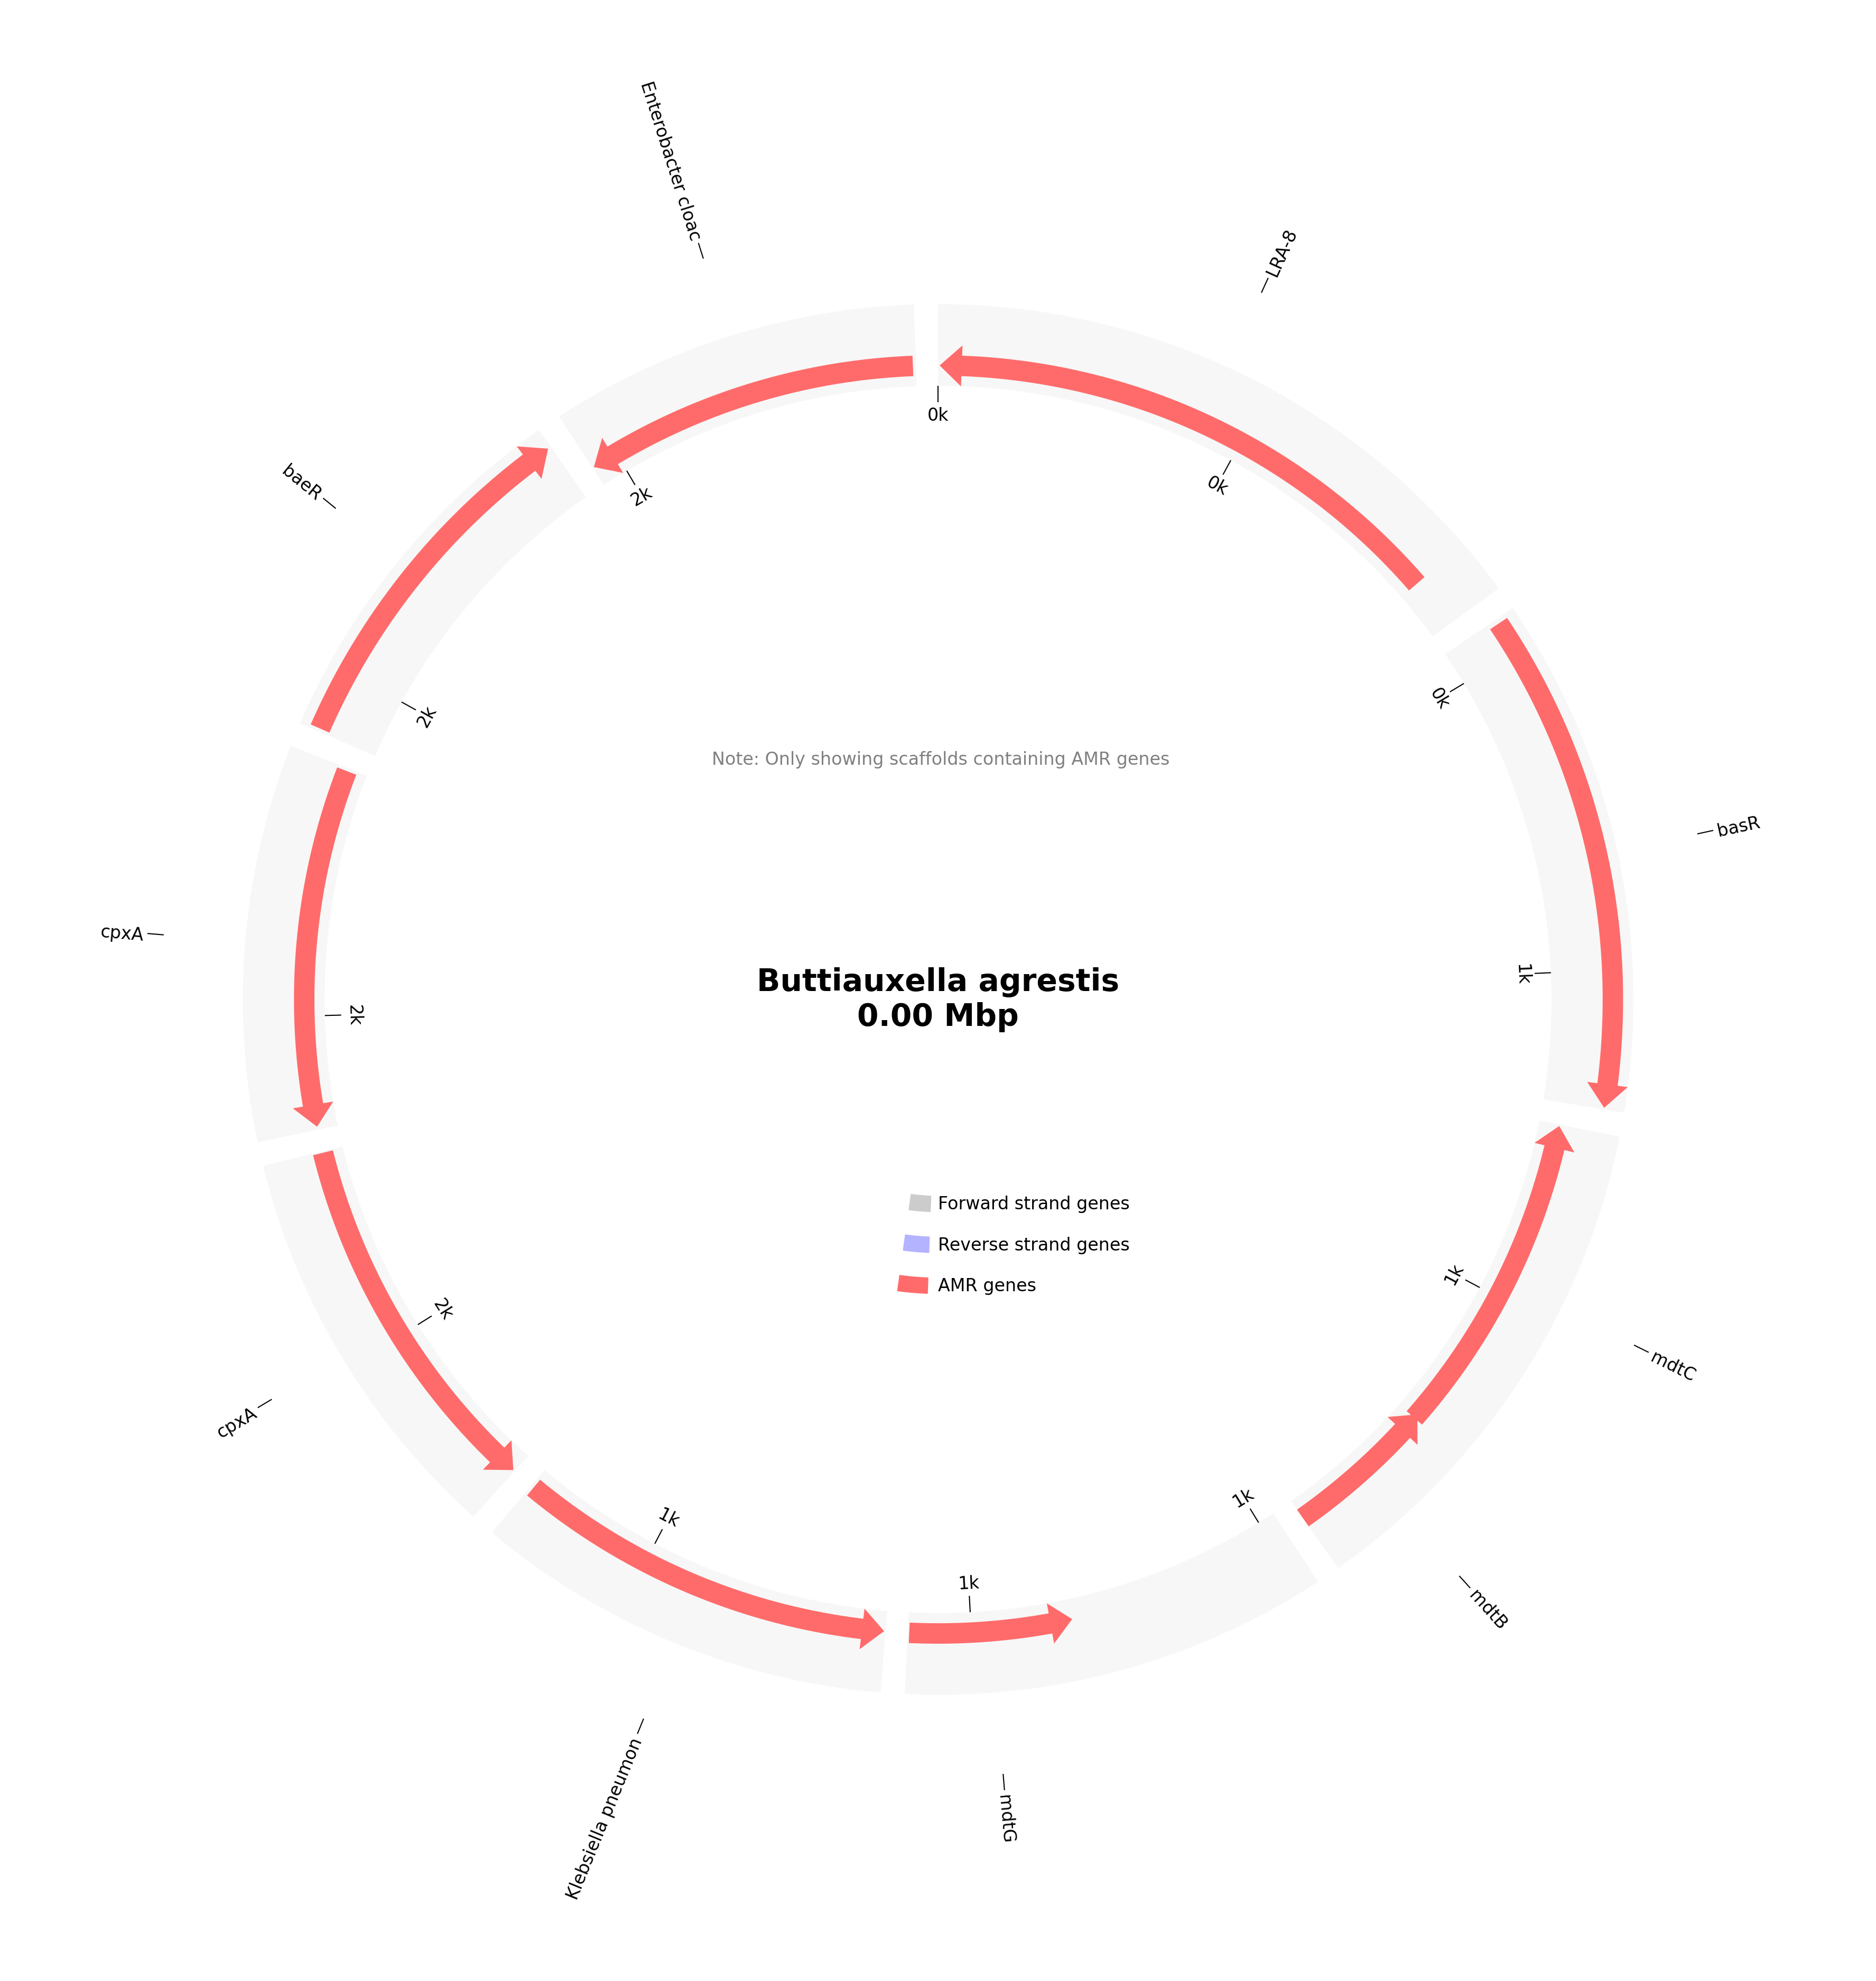 Enterobacter cloac
LRA-8
baeR
0k
0k
2k
0k
2k
Note: Only showing scaffolds containing AMR genes
basR
cpxA
Buttiauxella agrestis
0.00 Mbp
1k
2k
Forward strand genes
Reverse strand genes
AMR genes
1k
2k
mdtC
cpxA
1k
1k
1k
mdtB
Klebsiella pneumon
mdtG